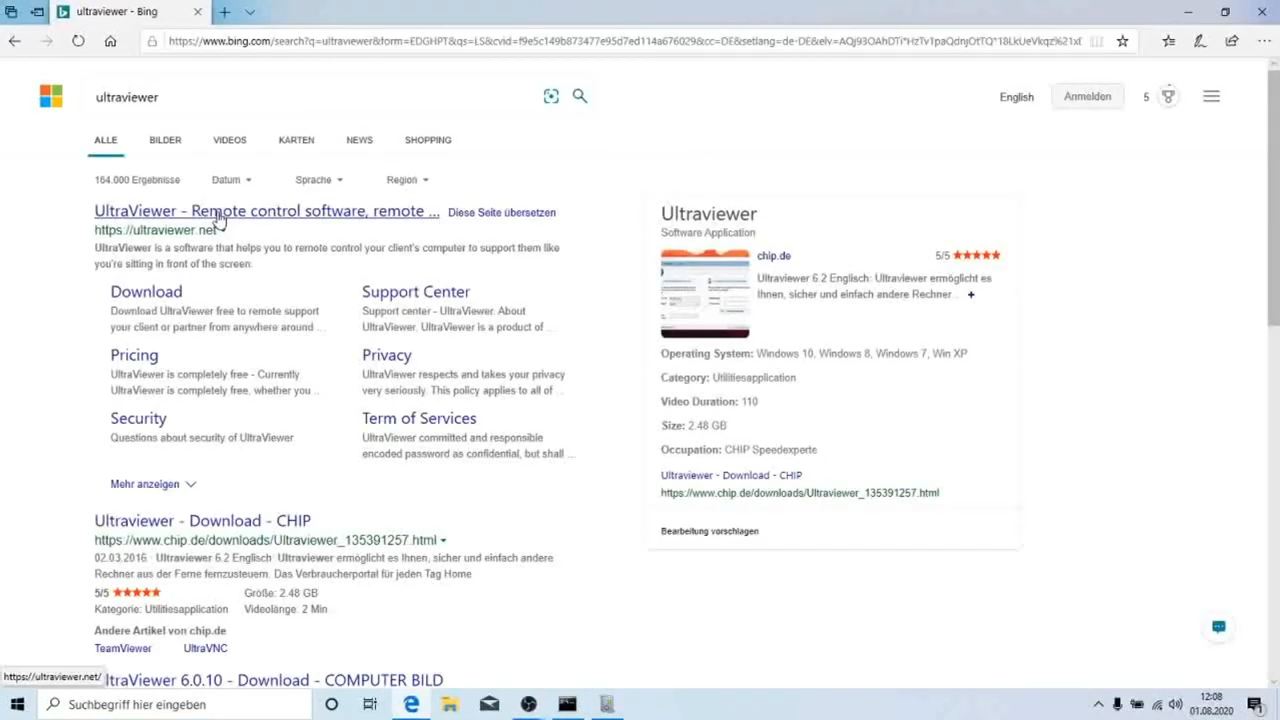 ultraviewer - Bing
https://www.bing.com/search?q=ultraviewer&form=EDGHPT&qs=LS&cvid=f9e5c149b873477e95d7ed114a676029&cc=DE&setlang=de-DE&elv=
ultraviewer
English
Anmelden
5
ALLE
BILDER
VIDEOS
KARTEN
NEWS
SHOPPING
164.000 Ergebnisse
Datum
Sprache
Region
UltraViewer - Remote control software, remote ...
Diese Seite übersetzen
https://ultraviewer.net
UltraViewer is a software that helps you to remote control your client's computer to support them like
you're sitting in front of the screen:
Download
Download UltraViewer free to remote support
your client or partner from anywhere around ...
Support Center
Support center - UltraViewer. About
UltraViewer. UltraViewer is a product of ...
Pricing
UltraViewer is completely free - Currently
UltraViewer is completely free, whether you ...
Privacy
UltraViewer respects and takes your privacy
very seriously. This policy applies to all of ...
Security
Questions about security of UltraViewer
Term of Services
UltraViewer committed and responsible
encoded password as confidential, but shall ...
Mehr anzeigen
Ultraviewer - Download - CHIP
https://www.chip.de/downloads/Ultraviewer_135391257.html
02.03.2016 · Ultraviewer 6.2 Englisch: Ultraviewer ermöglicht es Ihnen, sicher und einfach andere
Rechner aus der Ferne fernzusteuern. Das Verbraucherportal für jeden Tag Home
5/5
Größe: 2.48 GB
Kategorie: Utilitiesapplication
Videolänge: 2 Min
Andere Artikel von chip.de
TeamViewer
UltraVNC
UltraViewer 6.0.10 - Download - COMPUTER BILD
Ultraviewer
Software Application
chip.de
5/5
Ultraviewer 6.2 Englisch: Ultraviewer ermöglicht es
Ihnen, sicher und einfach andere Rechner ...
Operating System: Windows 10, Windows 8, Windows 7, Win XP
Category: Utilitiesapplication
Video Duration: 110
Size: 2.48 GB
Occupation: CHIP Speedexperte
Ultraviewer - Download - CHIP
https://www.chip.de/downloads/Ultraviewer_135391257.html
Bearbeitung vorschlagen
https://ultraviewer.net/
Suchbegriff hier eingeben
12:08
01.08.2020